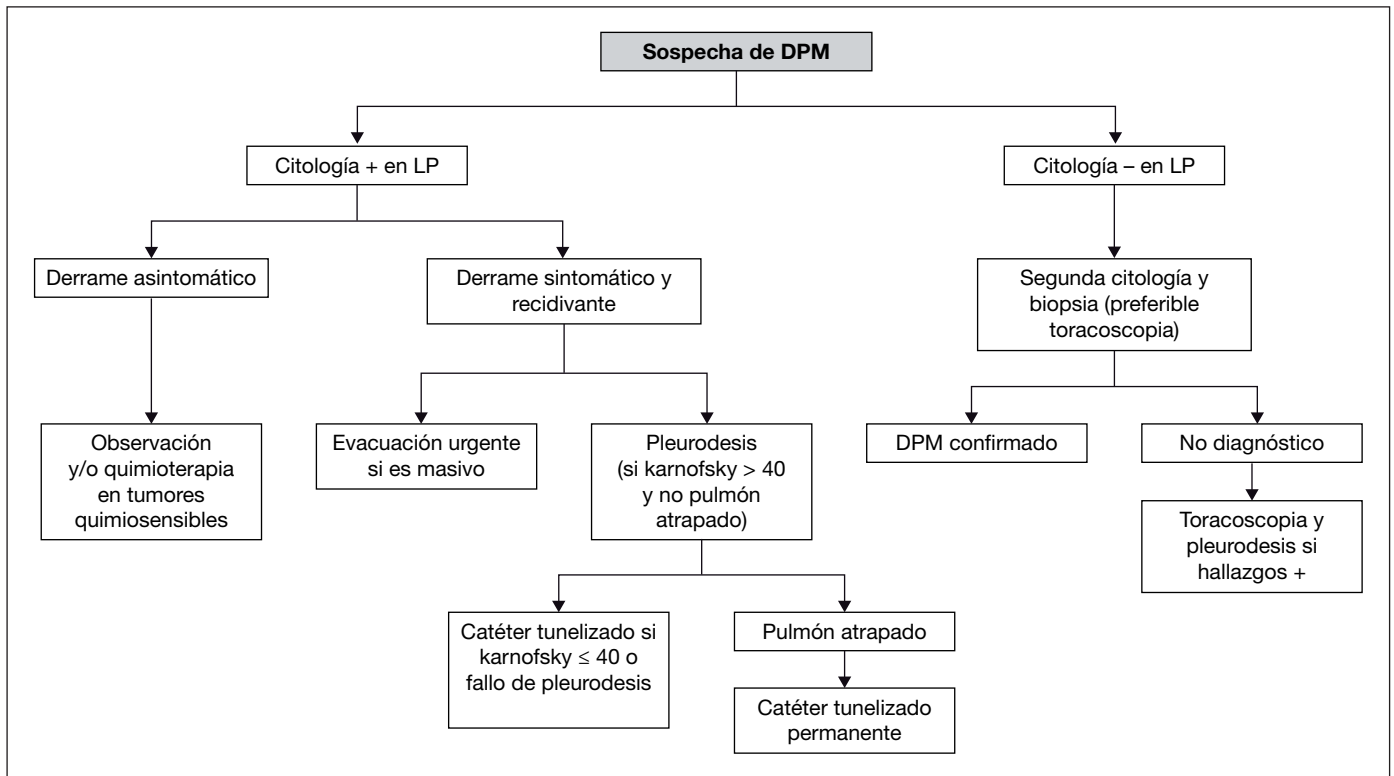 Sospecha de DPM
Citología + en LP
Citología – en LP
Derrame asintomático
Derrame sintomático y
recidivante
Segunda citología y
biopsia (preferible
toracoscopia)
Observación
y/o quimioterapia
en tumores
quimiosensibles
Evacuación urgente
si es masivo
Pleurodesis
(si karnofsky > 40
y no pulmón
atrapado)
DPM confirmado
No diagnóstico
Toracoscopia y
pleurodesis si
hallazgos +
Catéter tunelizado si
karnofsky ≤ 40 o
fallo de pleurodesis
Pulmón atrapado
Catéter tunelizado
permanente